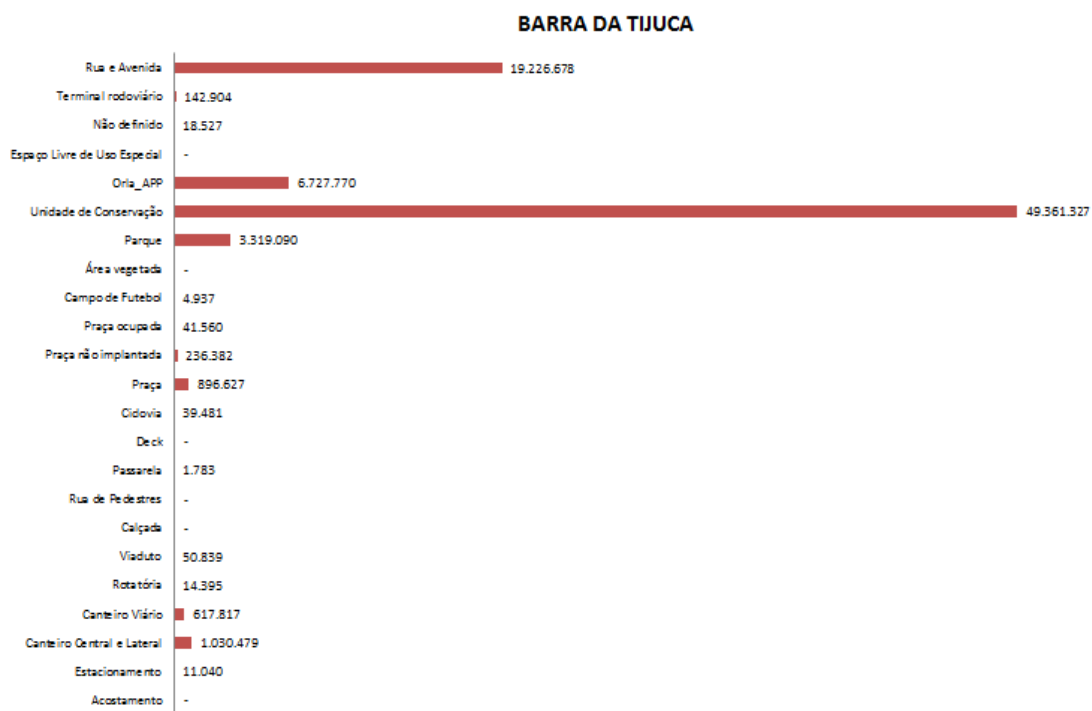 BARRA DA TIJUCA
Rua e Avenida 19.226.678
Terminal rodoviário 142.904
Não definido 18.527
Espaço Livre de Uso Especial -
Orla_APP 6.727.770
Unidade de Conservação 49.361.327
Parque 3.319.090
Área vegetada -
Campo de Futebol 4.937
Praça ocupada 41.560
Praça não implantada 236.382
Praça 896.627
Ciclovia 39.481
Deck -
Passarela 1.783
Rua de Pedestres -
Calçada -
Viaduto 50.839
Rotatória 14.395
Canteiro Viário 617.817
Canteiro Central e Lateral 1.030.479
Estacionamento 11.040
Acostamento -